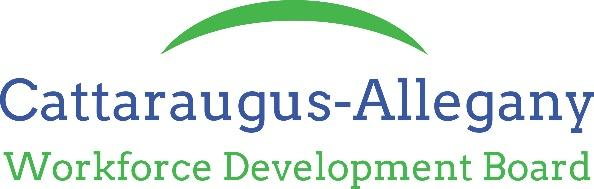 Cattaraugus-Allegany
Workforce Development Board